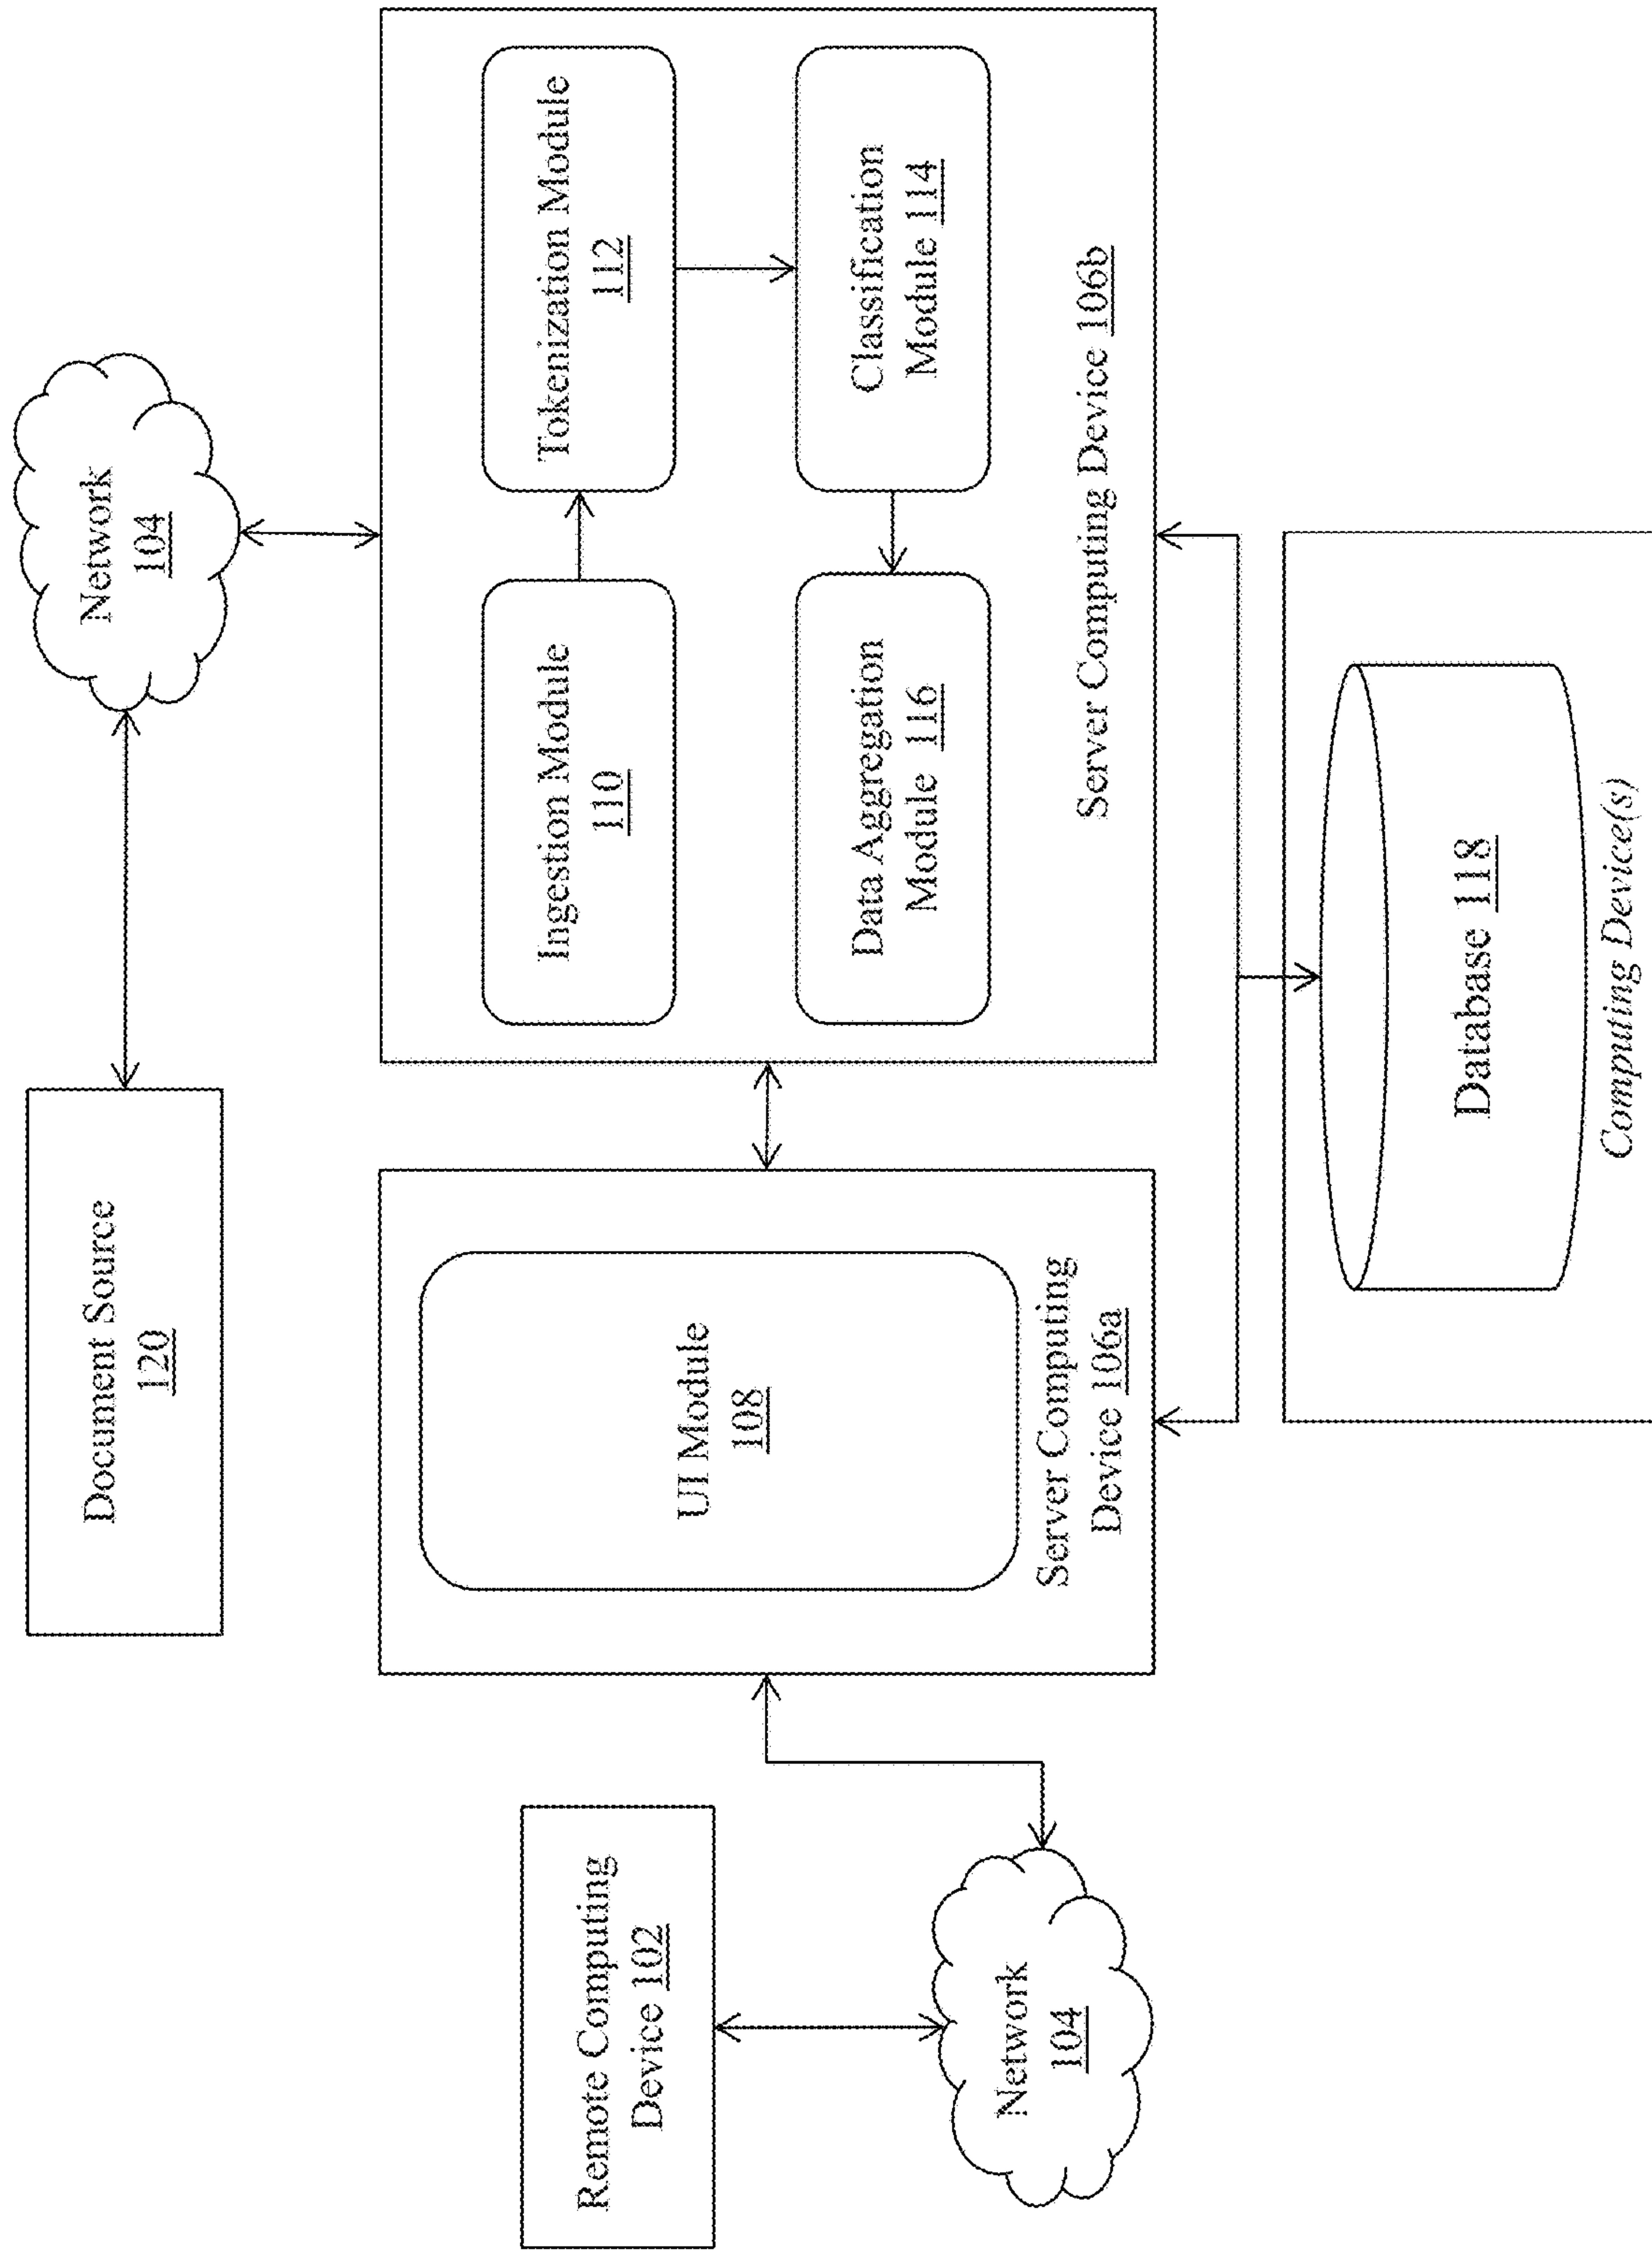 Document Source
120
Network
104
Remote Computing
Device 102
Network
104
UI Module
108
Server Computing
Device 106a
Ingestion Module
110
Tokenization Module
112
Data Aggregation
Module 116
Classification
Module 114
Server Computing Device 106b
Database 118
Computing Device(s)